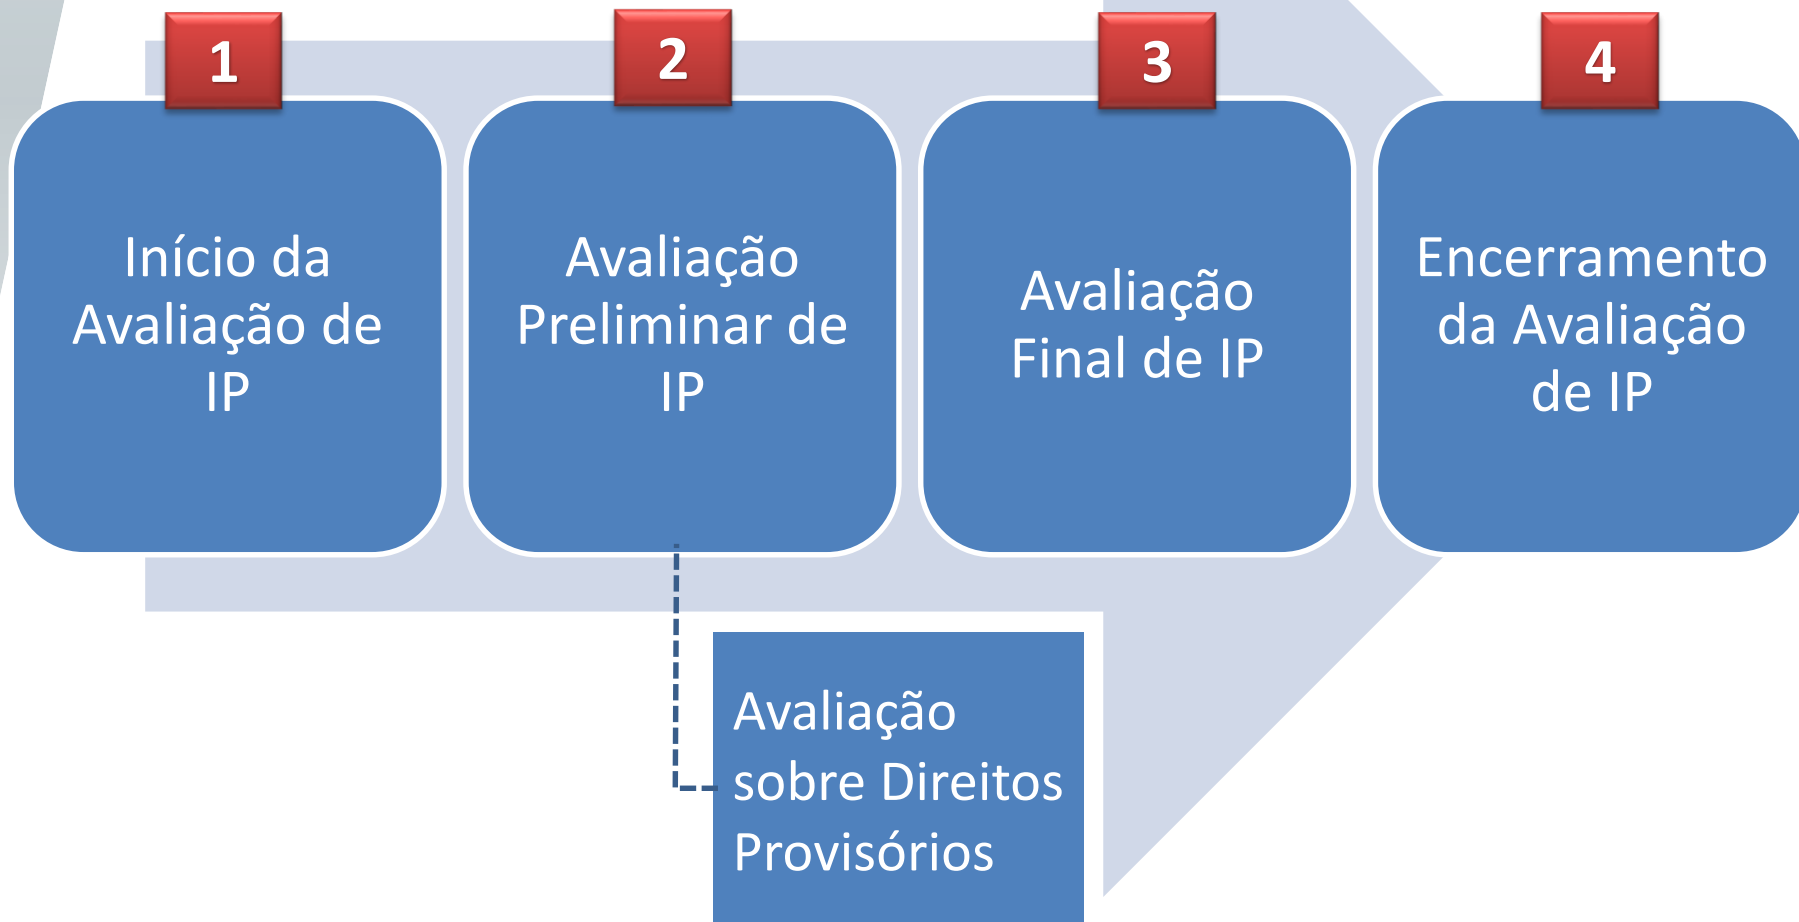 1
Início da
Avaliação de
IP
2
Avaliação
Preliminar de
IP
3
Avaliação
Final de IP
4
Encerramento
da Avaliação
de IP
Avaliação
sobre Direitos
Provisórios